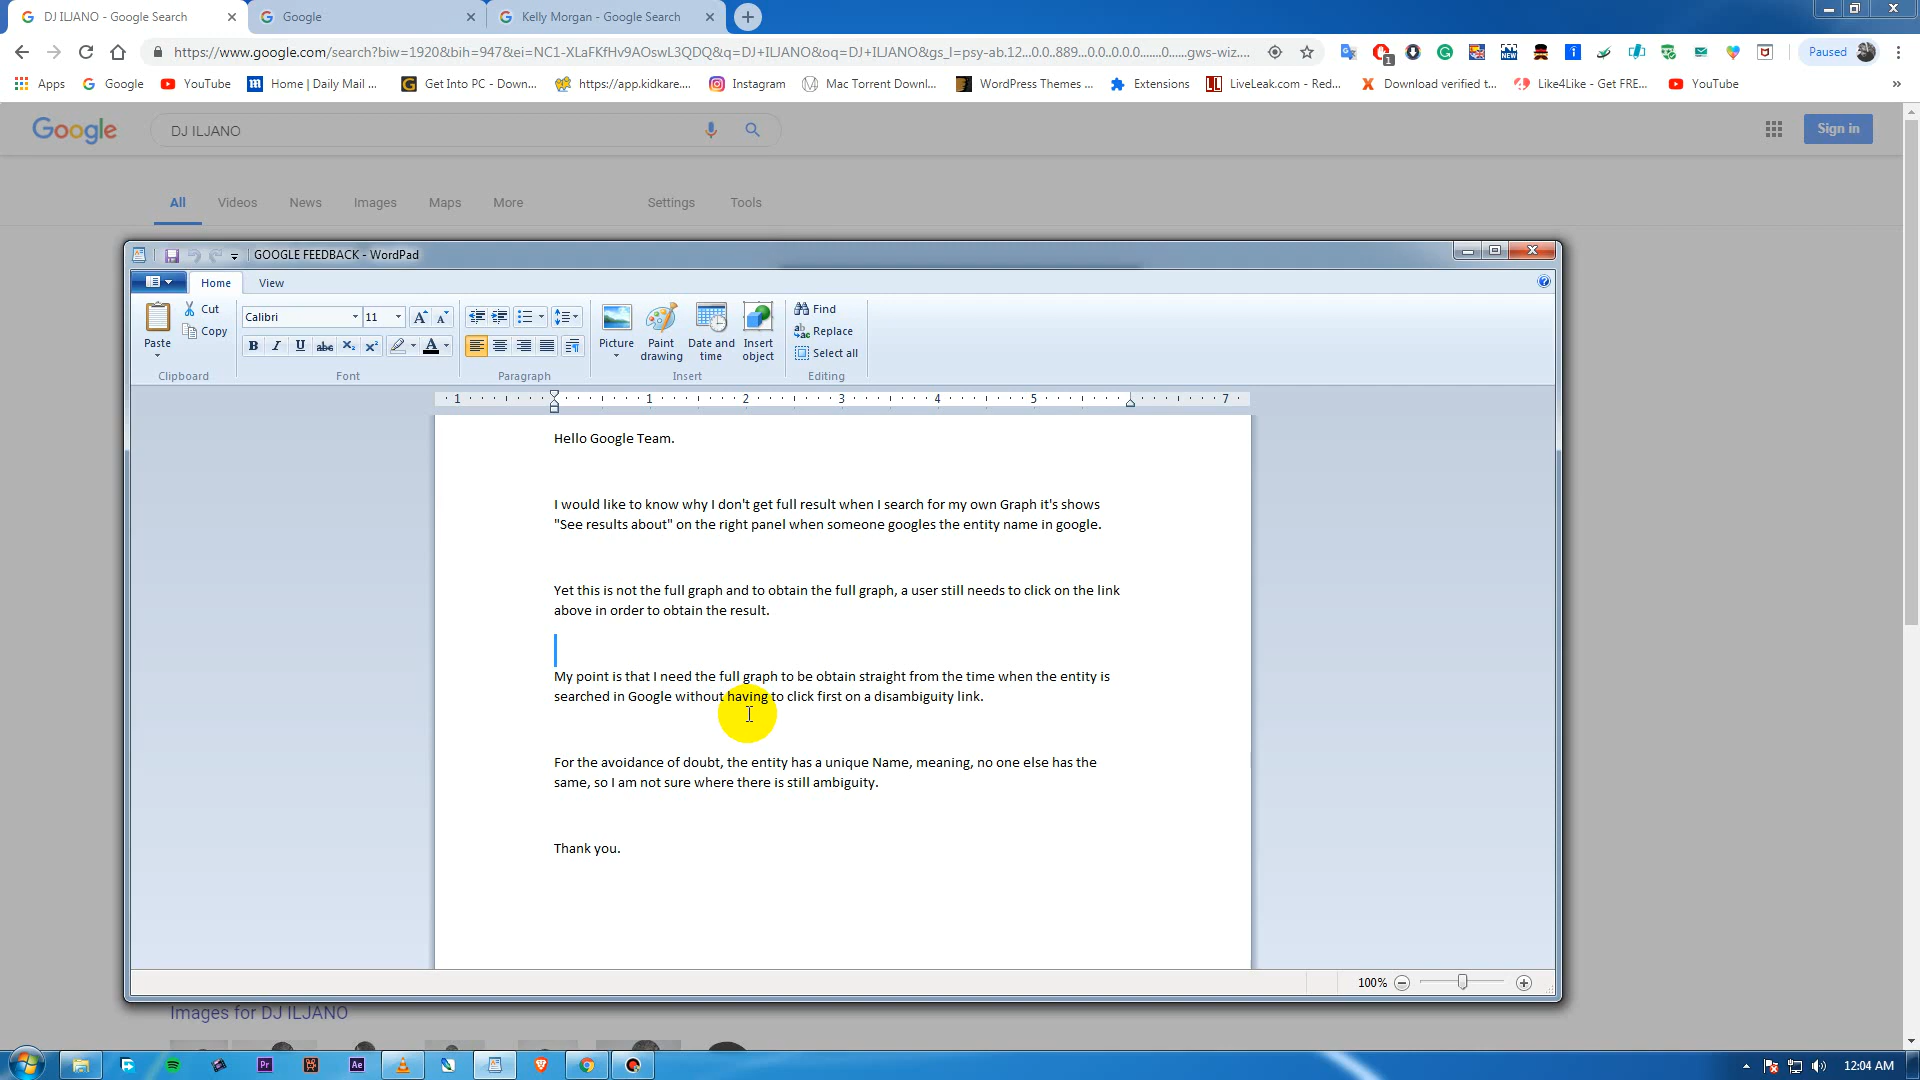 DJ ILJANO - Google Search
Google
Kelly Morgan - Google Search
https://www.google.com/search?biw=1920&bih=947&ei=NC1-XLaFKfHv9AOswL3QDQ&q=DJ+ILJANO&oq=DJ+ILJANO&gs_l=psy-ab.12...0.0..889...0.0..0.0.0.......0......gws-wiz....
1
NEW
Paused
Apps
Google
YouTube
Home | Daily Mail ...
Get Into PC - Down...
https://app.kidkare....
Instagram
Mac Torrent Downl...
WordPress Themes ...
Extensions
LiveLeak.com - Red...
Download verified t...
Like4Like - Get FRE...
YouTube
»
Google
DJ ILJANO
Sign in
All
Videos
News
Images
Maps
More
Settings
Tools
GOOGLE FEEDBACK - WordPad
Home
View
Paste
Cut
Copy
Clipboard
Calibri
11
Font
Paragraph
Picture
Paint drawing
Date and time
Insert object
Insert
Find
Replace
Select all
Editing
1 1 2 3 4 5 7
Hello Google Team.
I would like to know why I don't get full result when I search for my own Graph it's shows
"See results about" on the right panel when someone googles the entity name in google.
Yet this is not the full graph and to obtain the full graph, a user still needs to click on the link
above in order to obtain the result.
My point is that I need the full graph to be obtain straight from the time when the entity is
searched in Google without having to click first on a disambiguity link.
For the avoidance of doubt, the entity has a unique Name, meaning, no one else has the
same, so I am not sure where there is still ambiguity.
Thank you.
100%
Images for DJ ILJANO
Pr
Ae
12:04 AM